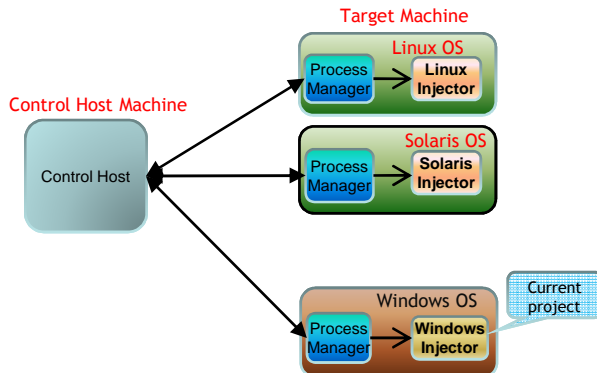 Target Machine
Linux OS
Process
Manager
Linux
Injector
Control Host Machine
Control Host
Solaris OS
Process
Manager
Solaris
Injector
Current
project
Windows OS
Process
Manager
Windows
Injector